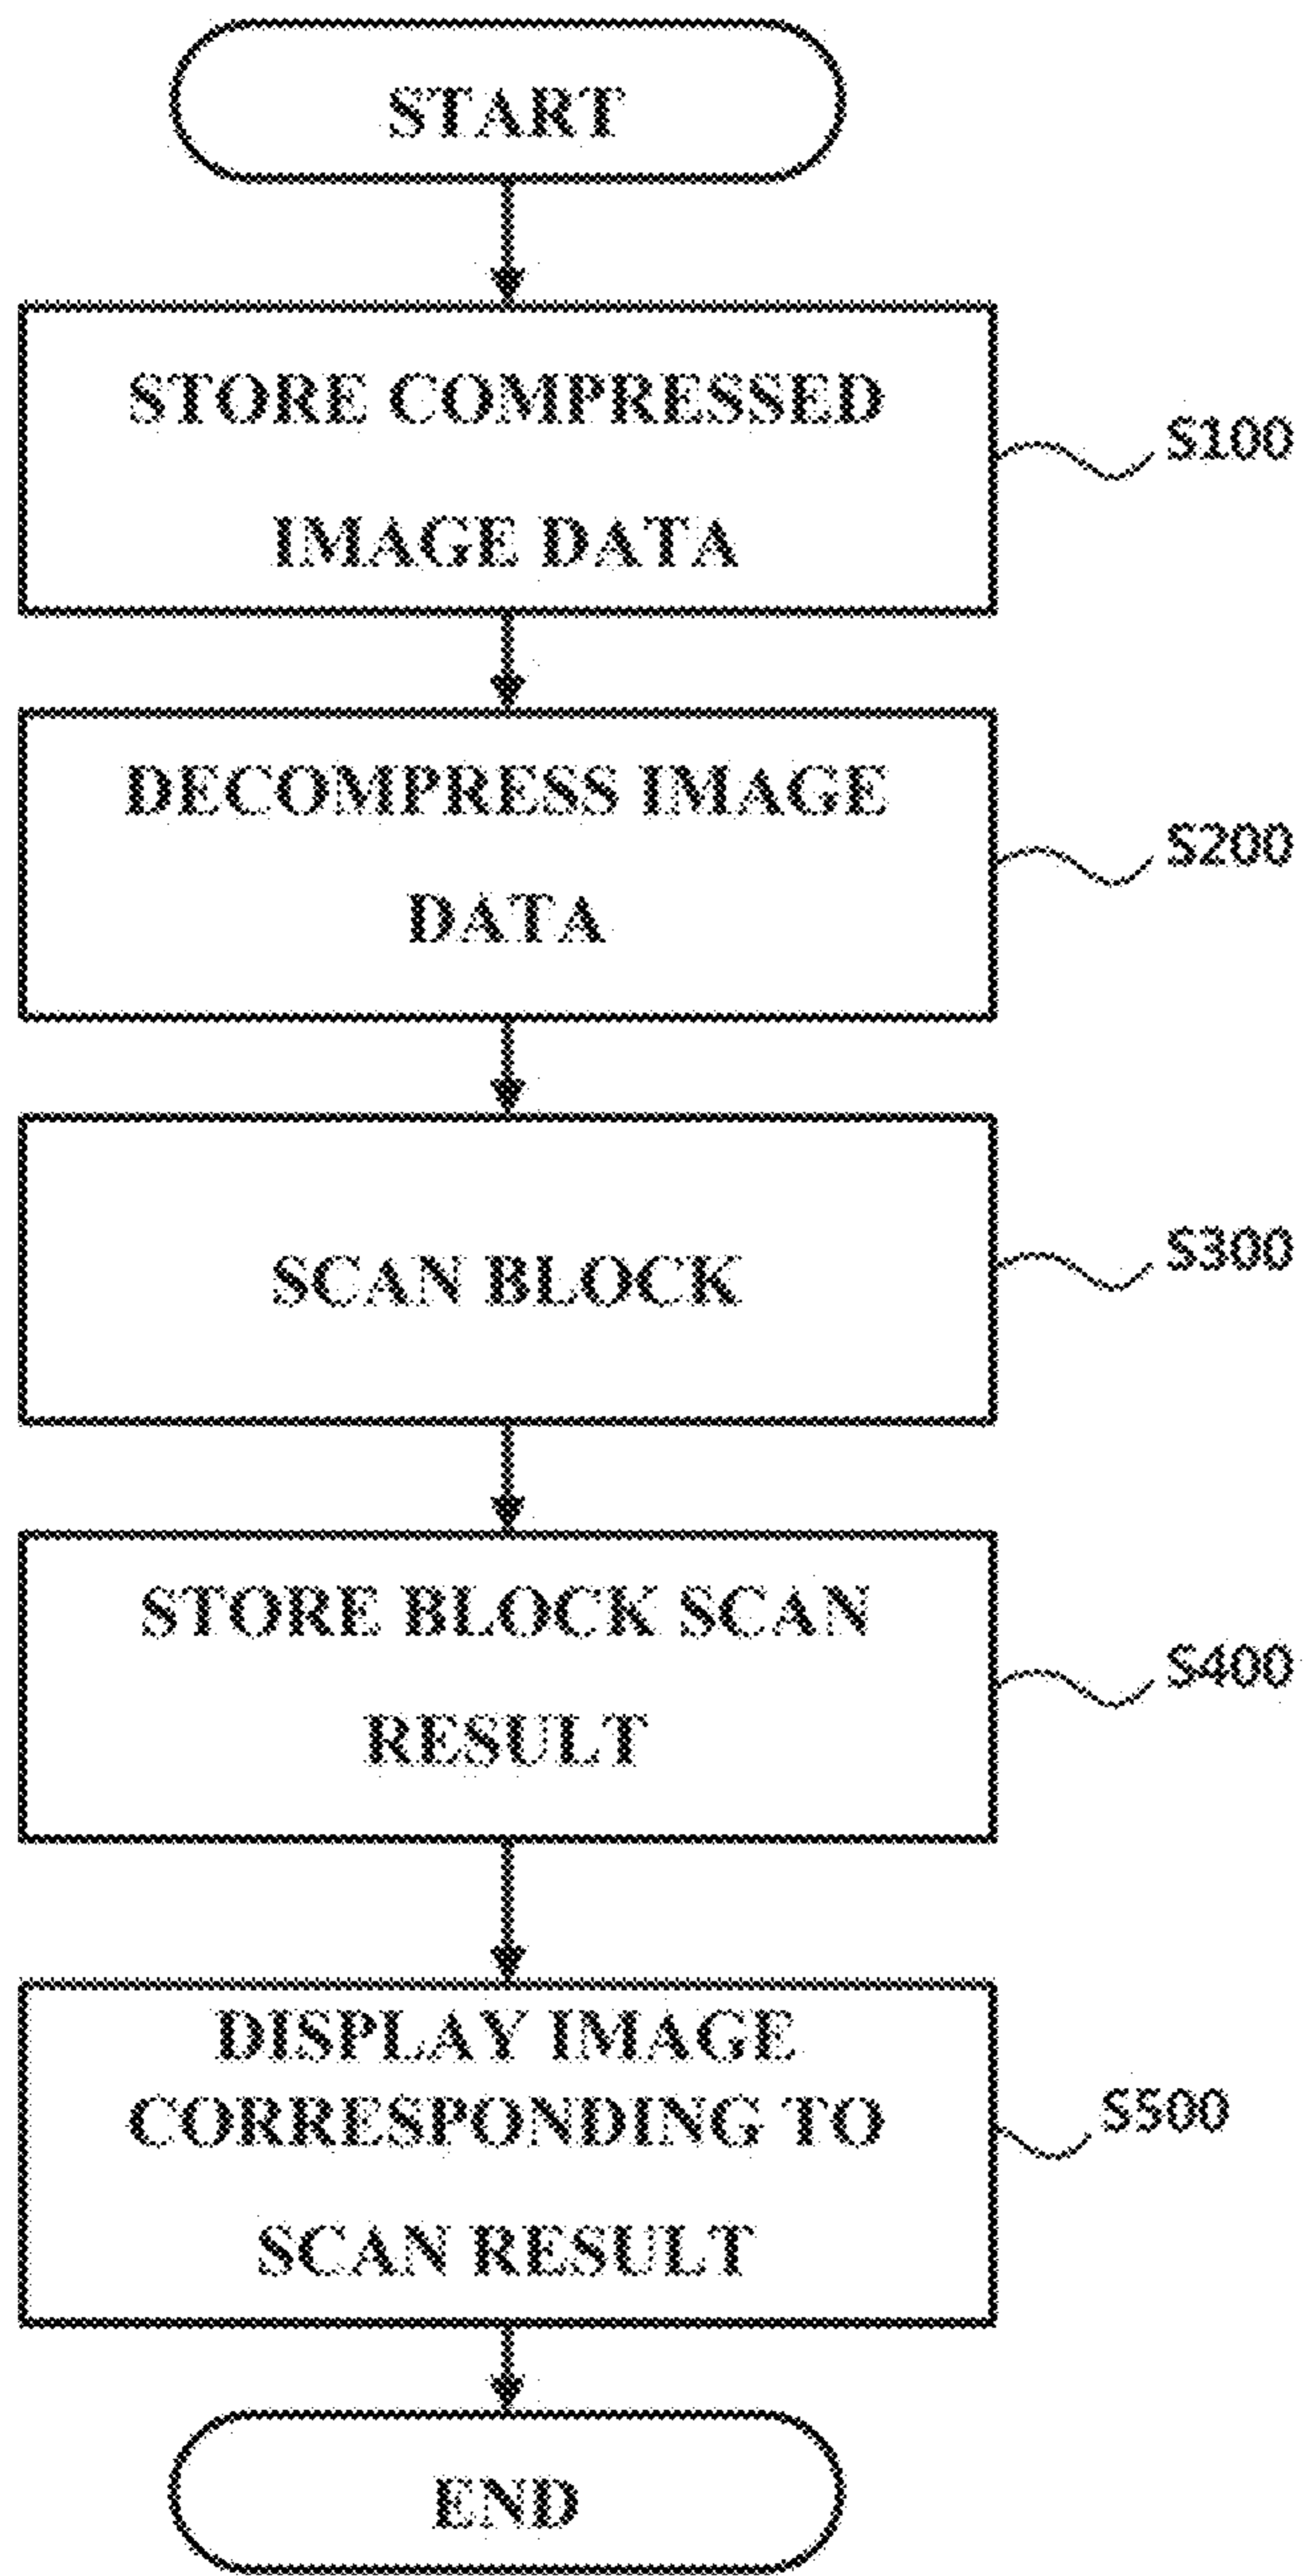 START
STORE COMPRESSED
IMAGE DATA
S100
DECOMPRESS IMAGE
DATA
S200
SCAN BLOCK
S300
STORE BLOCK SCAN
RESULT
S400
DISPLAY IMAGE
CORRESPONDING TO
SCAN RESULT
S500
END